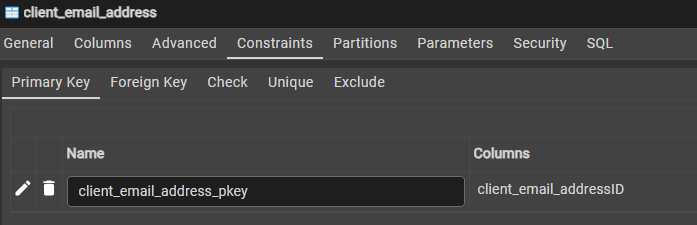 client_email_address
General Columns Advanced Constraints Partitions Parameters Security SQL
Primary Key Foreign Key Check Unique Exclude
Name Columns
client_email_address_pkey client_email_addressID